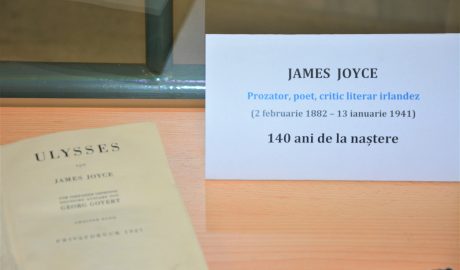 JAMES JOYCE
Prozator, poet, critic literar irlandez
(2 februarie 1882 – 13 ianuarie 1941)
140 ani de la naștere
ULYSSES
VON
JAMES JOYCE
GEORG GOYERT